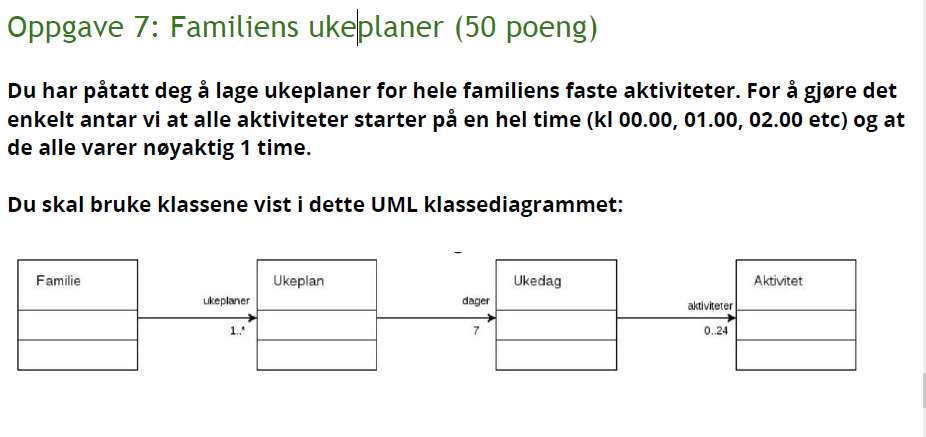 Oppgave 7: Familiens ukeplaner (50 poeng)
Du har påtatt deg å lage ukeplaner for hele familiens faste aktiviteter. For å gjøre det
enkelt antar vi at alle aktiviteter starter på en hel time (kl 00.00, 01.00, 02.00 etc) og at
de alle varer nøyaktig 1 time.
Du skal bruke klassene vist i dette UML klassediagrammet:
Familie
ukeplaner
1..*
Ukeplan
dager
7
Ukedag
aktiviteter
0..24
Aktivitet